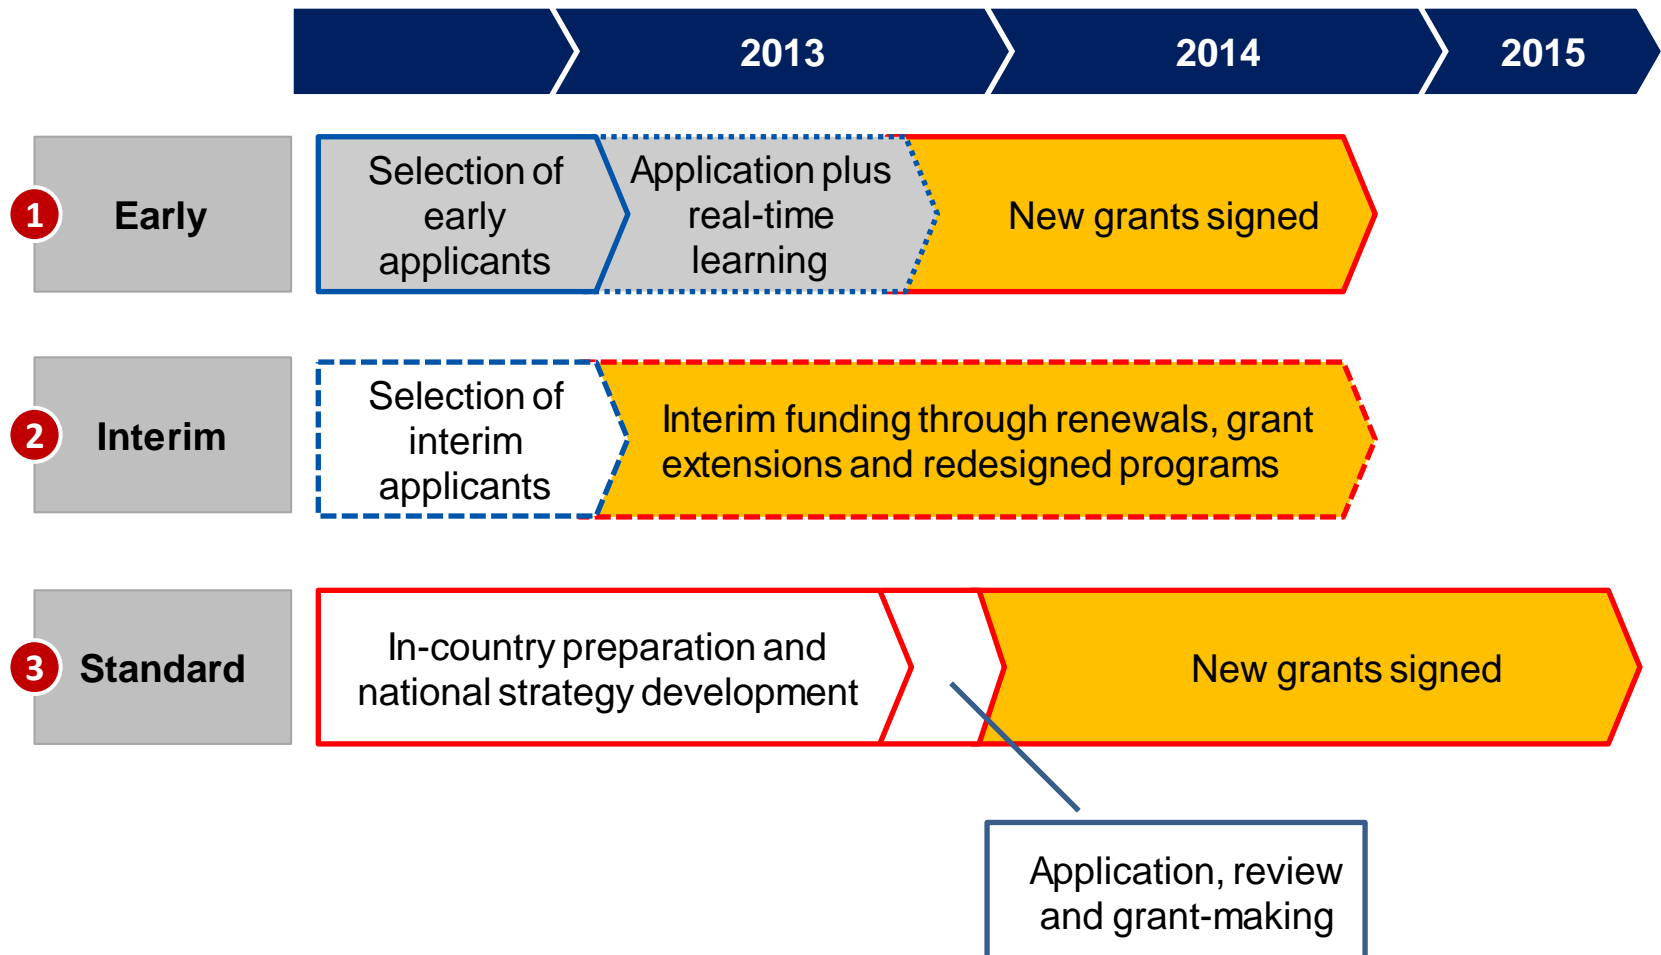 2013
2014
2015
1
Early
Selection of
early
applicants
Application plus
real-time
learning
New grants signed
2
Interim
Selection of
interim
applicants
Interim funding through renewals, grant
extensions and redesigned programs
3
Standard
In-country preparation and
national strategy development
New grants signed
Application, review
and grant-making